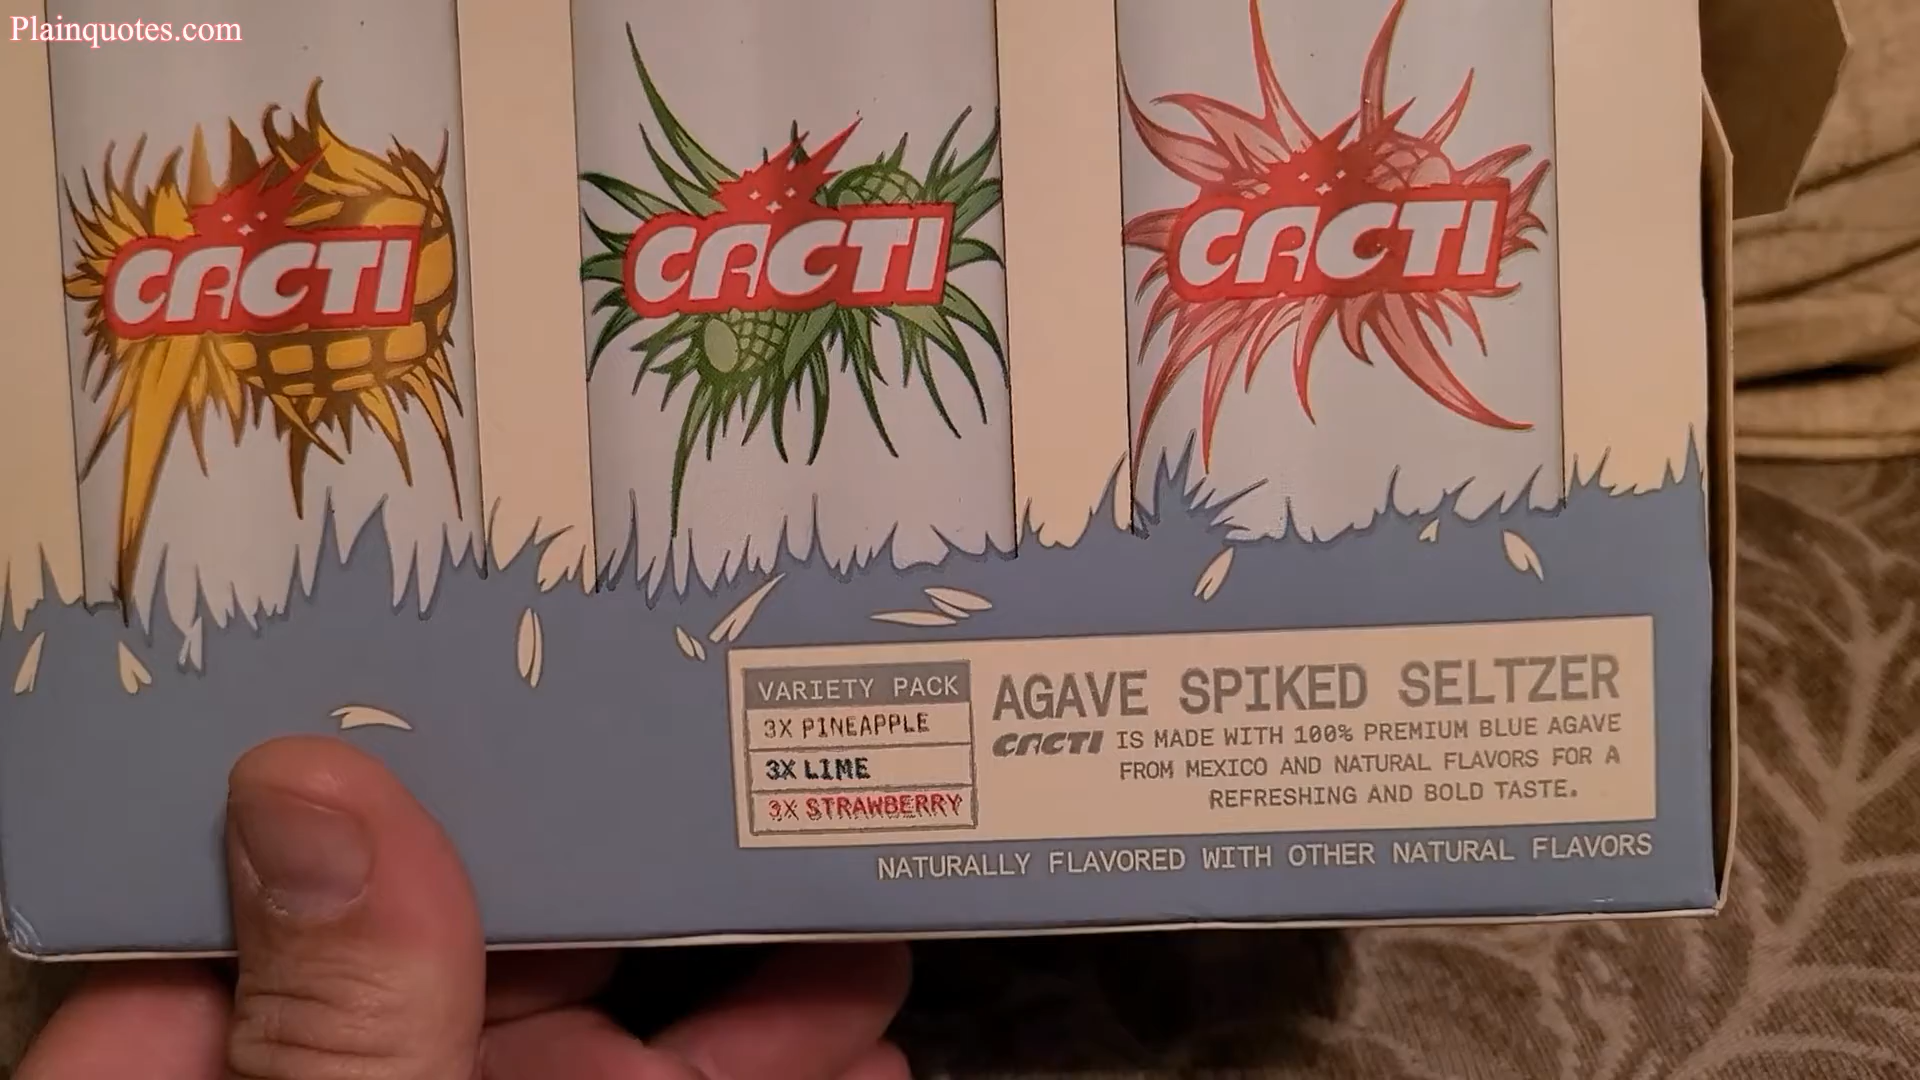 Plainquotes.com
CACTI
CACTI
CACTI
VARIETY PACK
3X PINEAPPLE
3X LIME
3X STRAWBERRY
AGAVE SPIKED SELTZER
CACTI IS MADE WITH 100% PREMIUM BLUE AGAVE
FROM MEXICO AND NATURAL FLAVORS FOR A
REFRESHING AND BOLD TASTE.
NATURALLY FLAVORED WITH OTHER NATURAL FLAVORS